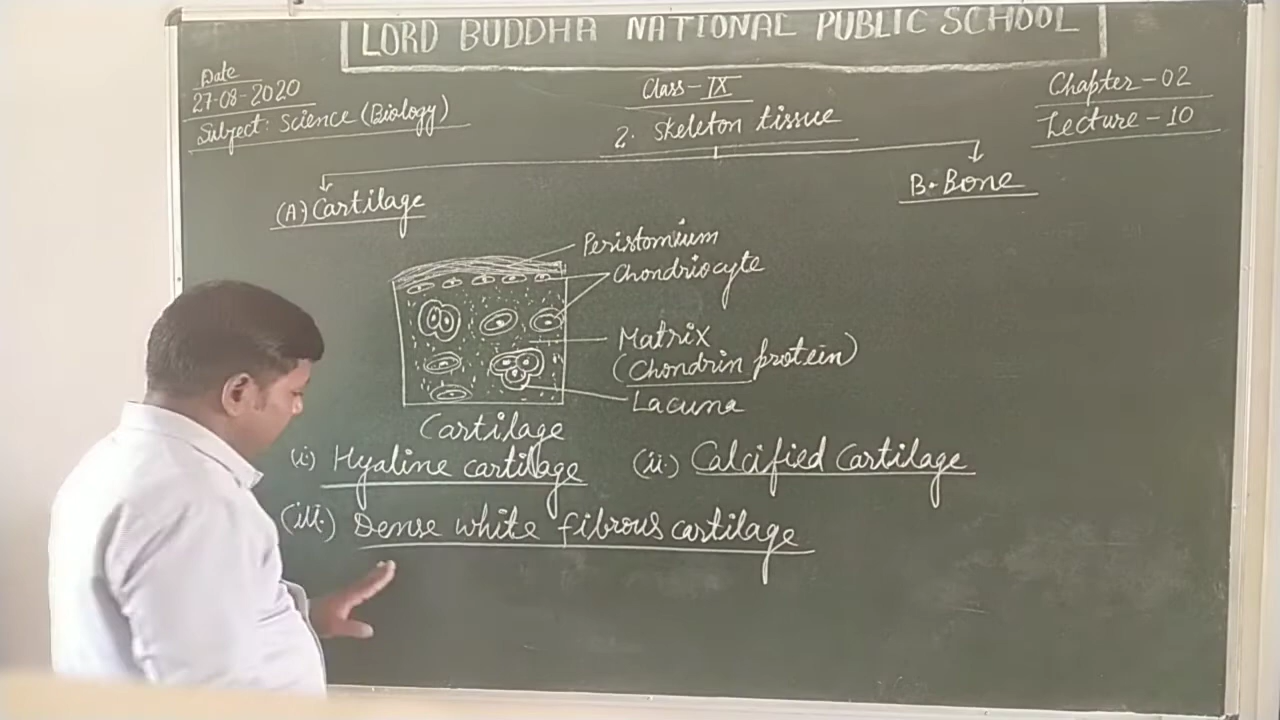 LORD BUDDHA NATIONAL PUBLIC SCHOOL
Date
27-08-2020
Subject: Science (Biology)
Class-IX
2. Skeleton tissue
Chapter-02
Lecture-10
(A) Cartilage
B. Bone
Peristomium
Chondriocyte
Matrix
(Chondrin protein)
Lacuna
Cartilage
(i) Hyaline cartilage
(ii.) Calcified Cartilage
(iii.) Dense white fibrous cartilage